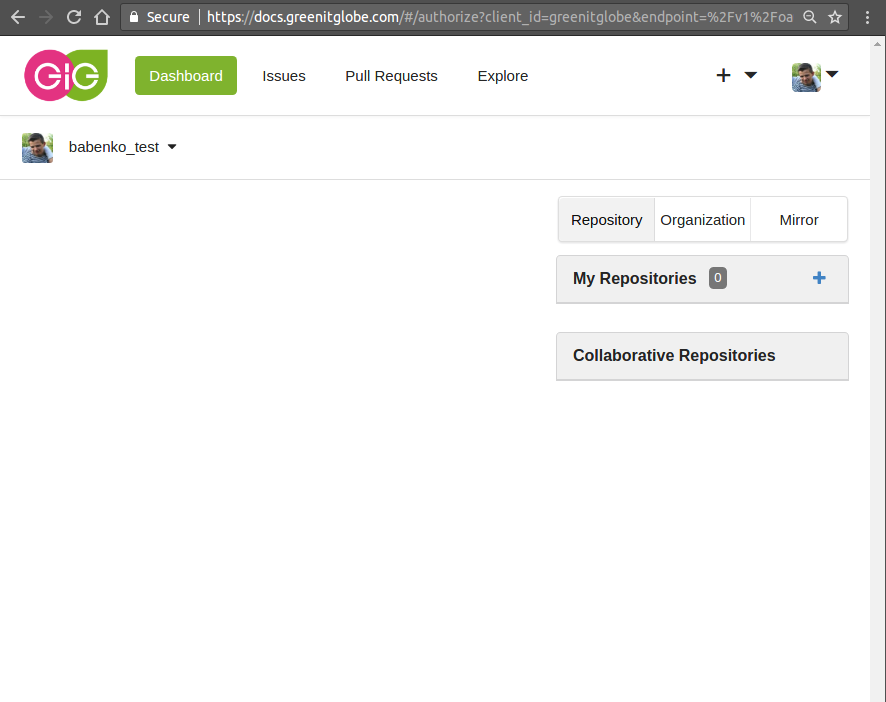 Secure https://docs.greenitglobe.com/#/authorize?client_id=greenitglobe&endpoint=%2Fv1%2Foa
GIG Dashboard Issues Pull Requests Explore
babenko_test
Repository Organization Mirror
My Repositories 0
Collaborative Repositories